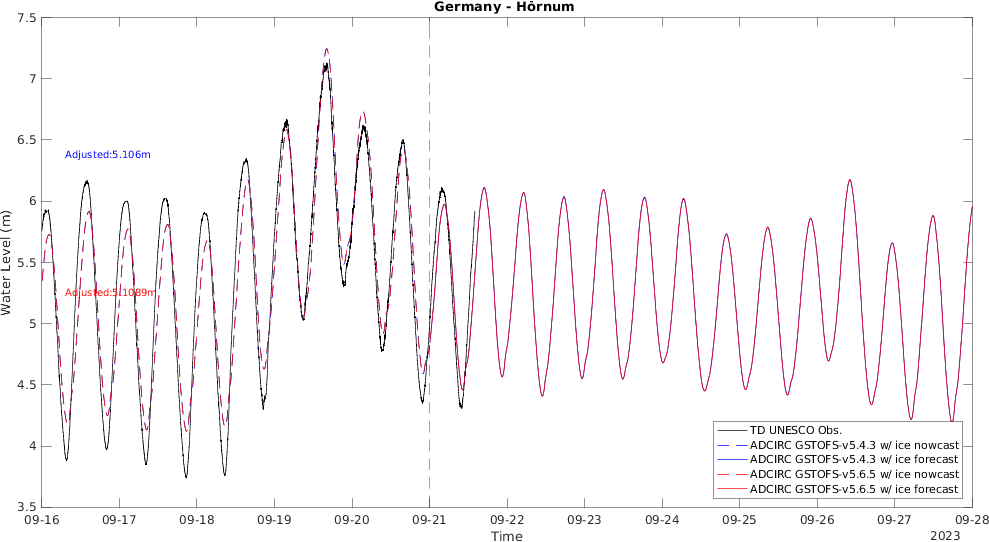 Germany - Hörnum
7.5
7
6.5
6
5.5
5
4.5
4
3.5
Water Level (m)
Adjusted:5.106m
Adjusted:5.1089m
TD UNESCO Obs.
ADCIRC GSTOFS-v5.4.3 w/ ice nowcast
ADCIRC GSTOFS-v5.4.3 w/ ice forecast
ADCIRC GSTOFS-v5.6.5 w/ ice nowcast
ADCIRC GSTOFS-v5.6.5 w/ ice forecast
09-16 09-17 09-18 09-19 09-20 09-21 09-22 09-23 09-24 09-25 09-26 09-27 09-28
Time
2023